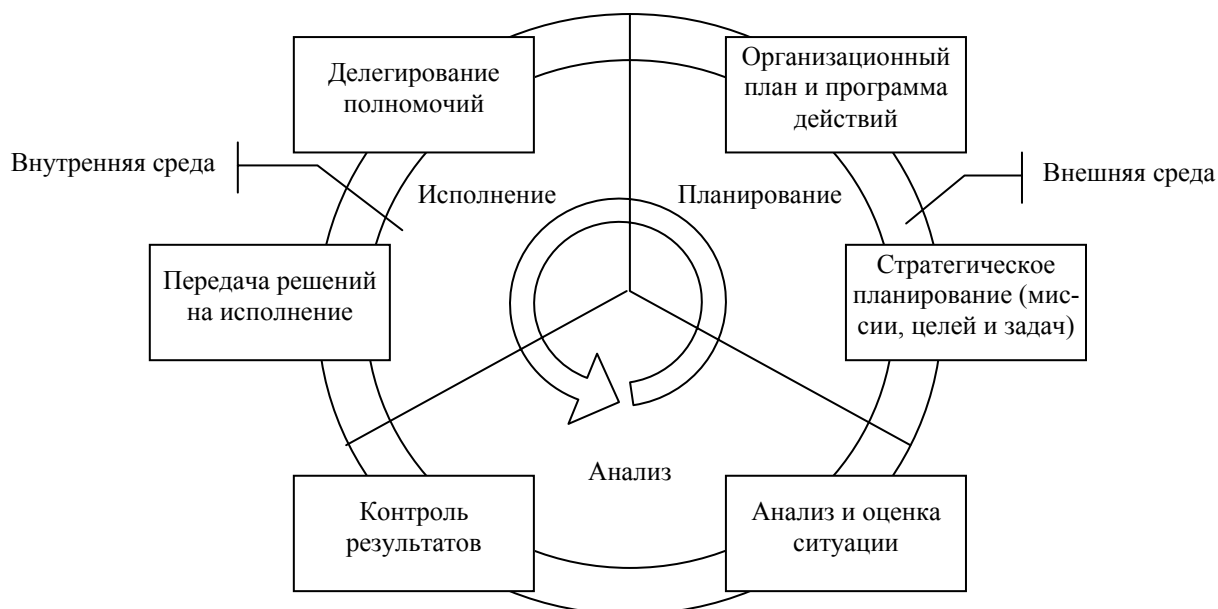 Делегирование
полномочий
Организационный
план и программа
действий
Внутренняя среда
Внешняя среда
Исполнение
Планирование
Передача решений
на исполнение
Стратегическое
планирование (мис-
сии, целей и задач)
Анализ
Контроль
результатов
Анализ и оценка
ситуации